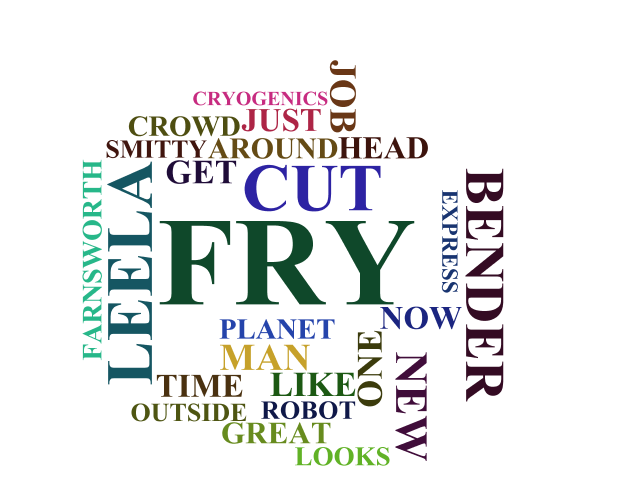 JOB
CRYOGENICS
CROWD
JUST
SMITTY
AROUND
HEAD
GET
CUT
FARNSWORTH
LEELA
FRY
EXPRESS
BENDER
PLANET
NOW
MAN
ONE
NEW
TIME
LIKE
OUTSIDE
ROBOT
GREAT
LOOKS